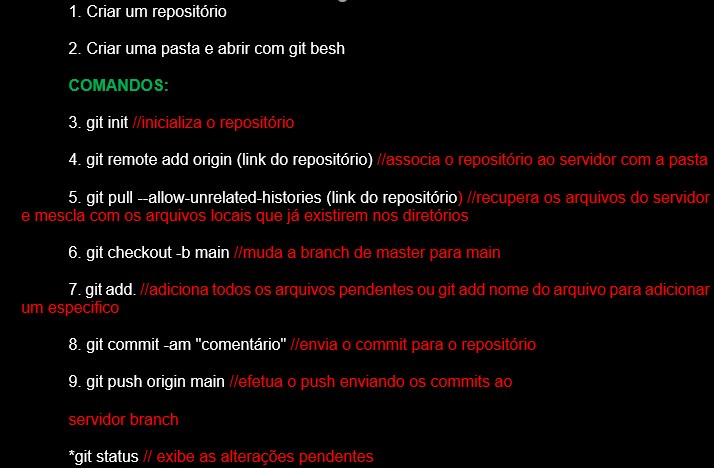 1. Criar um repositório
2. Criar uma pasta e abrir com git besh
COMANDOS:
3. git init //inicializa o repositório
4. git remote add origin (link do repositório) //associa o repositório ao servidor com a pasta
5. git pull --allow-unrelated-histories (link do repositório) //recupera os arquivos do servidor
e mescla com os arquivos locais que já existirem nos diretórios
6. git checkout -b main //muda a branch de master para main
7. git add. //adiciona todos os arquivos pendentes ou git add nome do arquivo para adicionar
um especifico
8. git commit -am "comentário" //envia o commit para o repositório
9. git push origin main //efetua o push enviando os commits ao
servidor branch
*git status // exibe as alterações pendentes